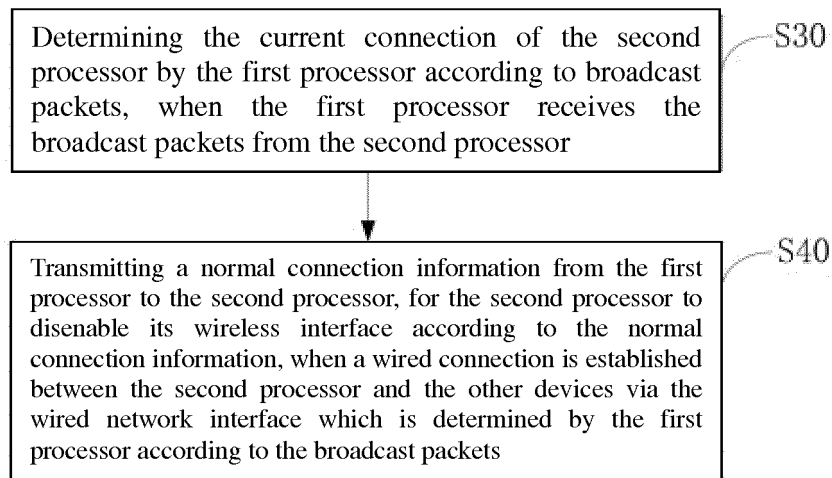 Determining the current connection of the second
processor by the first processor according to broadcast
packets, when the first processor receives the
broadcast packets from the second processor
S30
Transmitting a normal connection information from the first
processor to the second processor, for the second processor to
disenable its wireless interface according to the normal
connection information, when a wired connection is established
between the second processor and the other devices via the
wired network interface which is determined by the first
processor according to the broadcast packets
S40